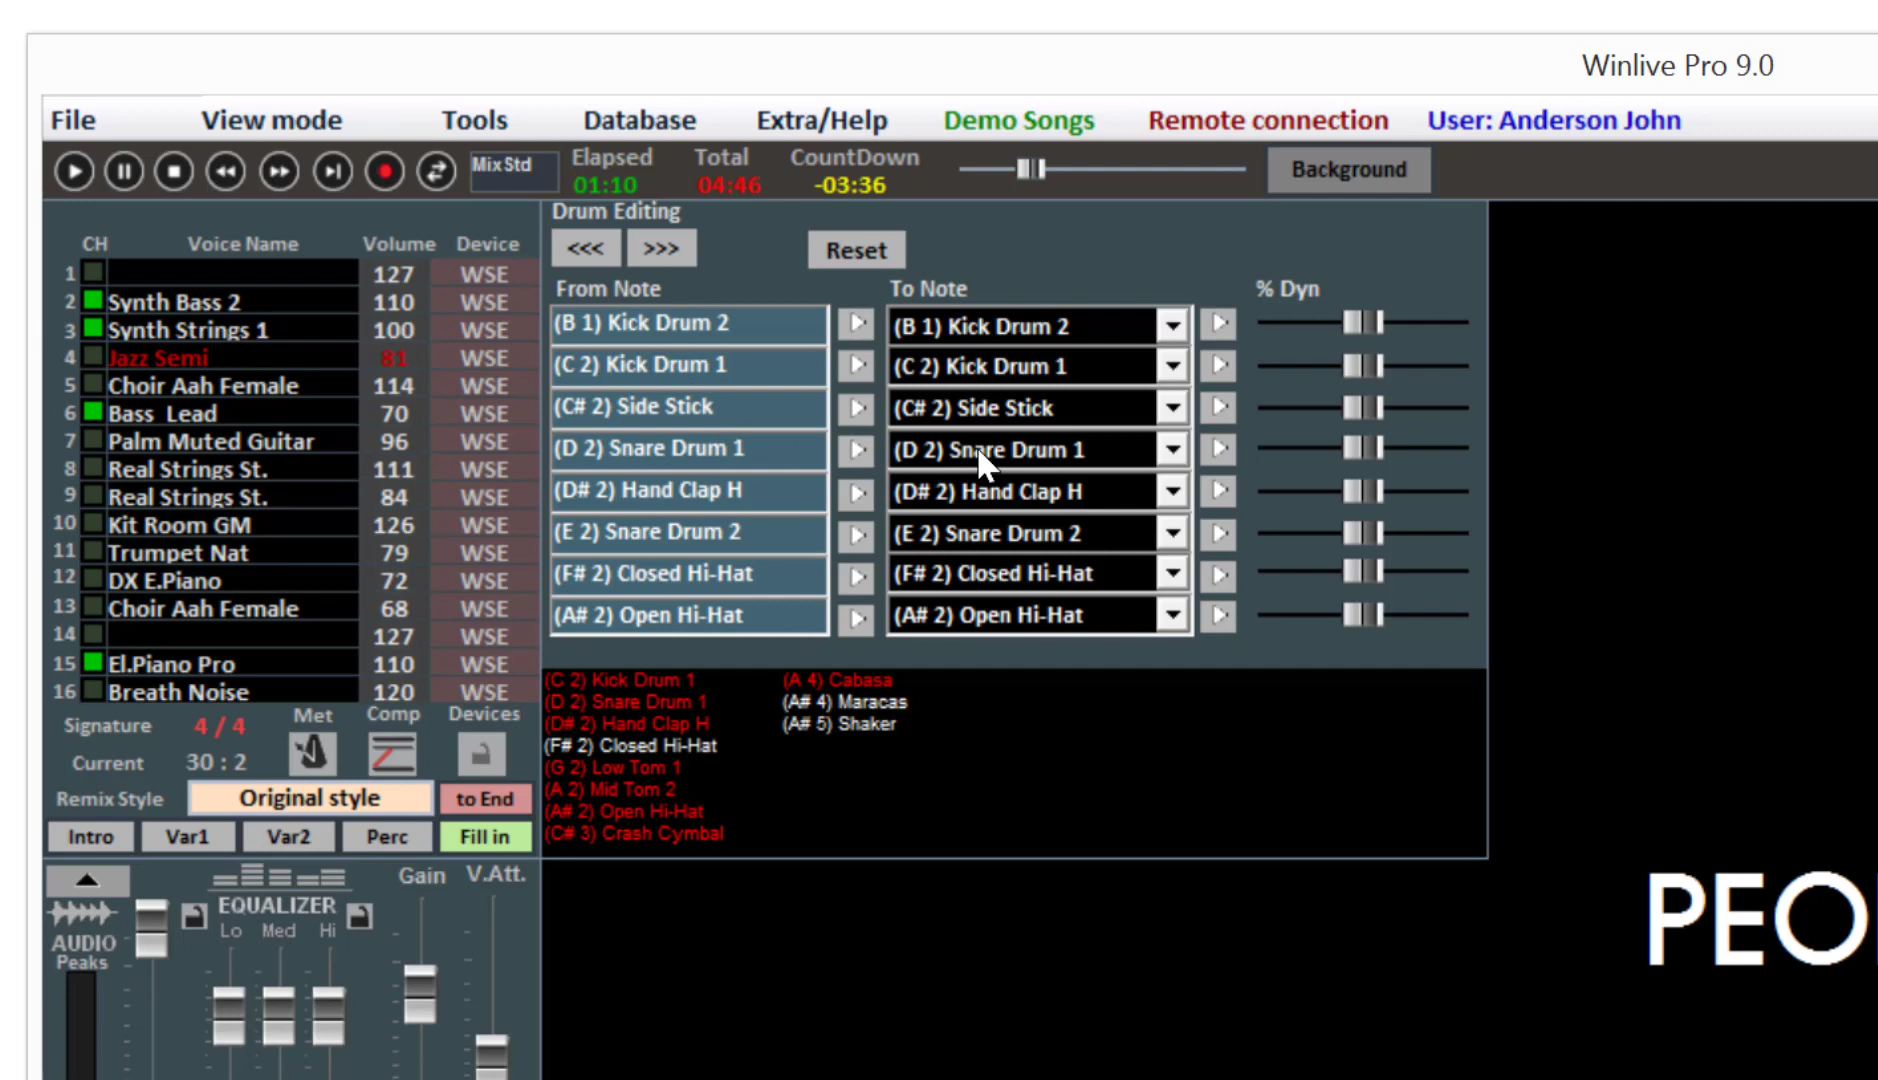 Winlive Pro 9.0
File View mode Tools Database Extra/Help Demo Songs Remote connection User: Anderson John
Mix Std Elapsed Total CountDown Background
01:10 04:46 -03:36
Drum Editing
CH Voice Name Volume Device
<<< >>> Reset
From Note To Note % Dyn
1 127 WSE
2 Synth Bass 2 110 WSE
3 Synth Strings 1 100 WSE
4 Jazz Semi 81 WSE
5 Choir Aah Female 114 WSE
6 Bass Lead 70 WSE
7 Palm Muted Guitar 96 WSE
8 Real Strings St. 111 WSE
9 Real Strings St. 84 WSE
10 Kit Room GM 126 WSE
11 Trumpet Nat 79 WSE
12 DX E.Piano 72 WSE
13 Choir Aah Female 68 WSE
14 127 WSE
15 El.Piano Pro 110 WSE
16 Breath Noise 120 WSE
(B 1) Kick Drum 2 (B 1) Kick Drum 2
(C 2) Kick Drum 1 (C 2) Kick Drum 1
(C# 2) Side Stick (C# 2) Side Stick
(D 2) Snare Drum 1 (D 2) Snare Drum 1
(D# 2) Hand Clap H (D# 2) Hand Clap H
(E 2) Snare Drum 2 (E 2) Snare Drum 2
(F# 2) Closed Hi-Hat (F# 2) Closed Hi-Hat
(A# 2) Open Hi-Hat (A# 2) Open Hi-Hat
(C 2) Kick Drum 1 (A 4) Cabasa
(D 2) Snare Drum 1 (A# 4) Maracas
(D# 2) Hand Clap H (A# 5) Shaker
(F# 2) Closed Hi-Hat
(G 2) Low Tom 1
(A 2) Mid Tom 2
(A# 2) Open Hi-Hat
(C# 3) Crash Cymbal
Signature 4 / 4 Met Comp Devices
Current 30 : 2
Remix Style Original style to End
Intro Var1 Var2 Perc Fill in
Gain V.Att.
EQUALIZER
Lo Med Hi
AUDIO
Peaks
PEO